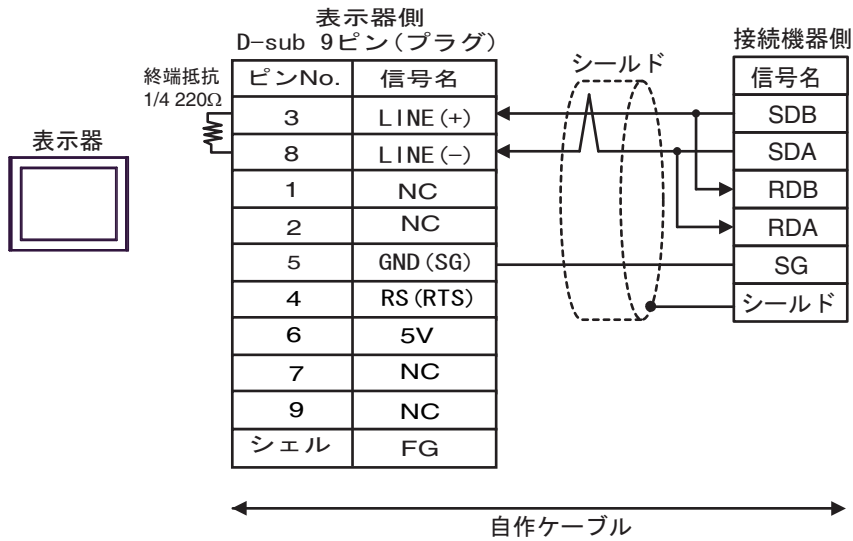 表示器側
D-sub 9ピン(プラグ)
接続機器側
シールド
終端抵抗
1/4 220Ω
表示器
ピンNo. 信号名
3 LINE(+)
8 LINE(−)
1 NC
2 NC
5 GND(SG)
4 RS(RTS)
6 5V
7 NC
9 NC
シェル FG
信号名
SDB
SDA
RDB
RDA
SG
シールド
自作ケーブル